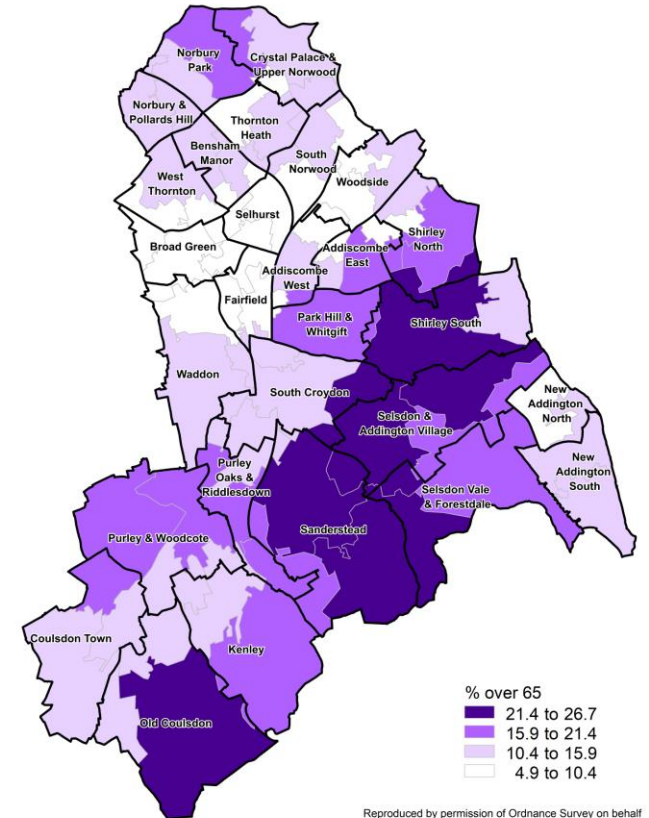 Norbury
Park
Crystal Palace &
Upper Norwood
Norbury &
Pollards Hill
Thornton
Heath
Bensham
Manor
South
Norwood
West
Thornton
Woodside
Selhurst
Shirley
North
Broad Green
Addiscombe
East
Addiscombe
West
Fairfield
Park Hill &
Whitgift
Shirley South
Waddon
South Croydon
New
Addington
North
Selsdon &
Addington Village
Purley
Oaks &
Riddlesdown
New
Addington
South
Selsdon Vale
& Forestdale
Sanderstead
Purley & Woodcote
Coulsdon Town
Kenley
Old Coulsdon
% over 65
21.4 to 26.7
15.9 to 21.4
10.4 to 15.9
4.9 to 10.4
Reproduced by permission of Ordnance Survey on behalf